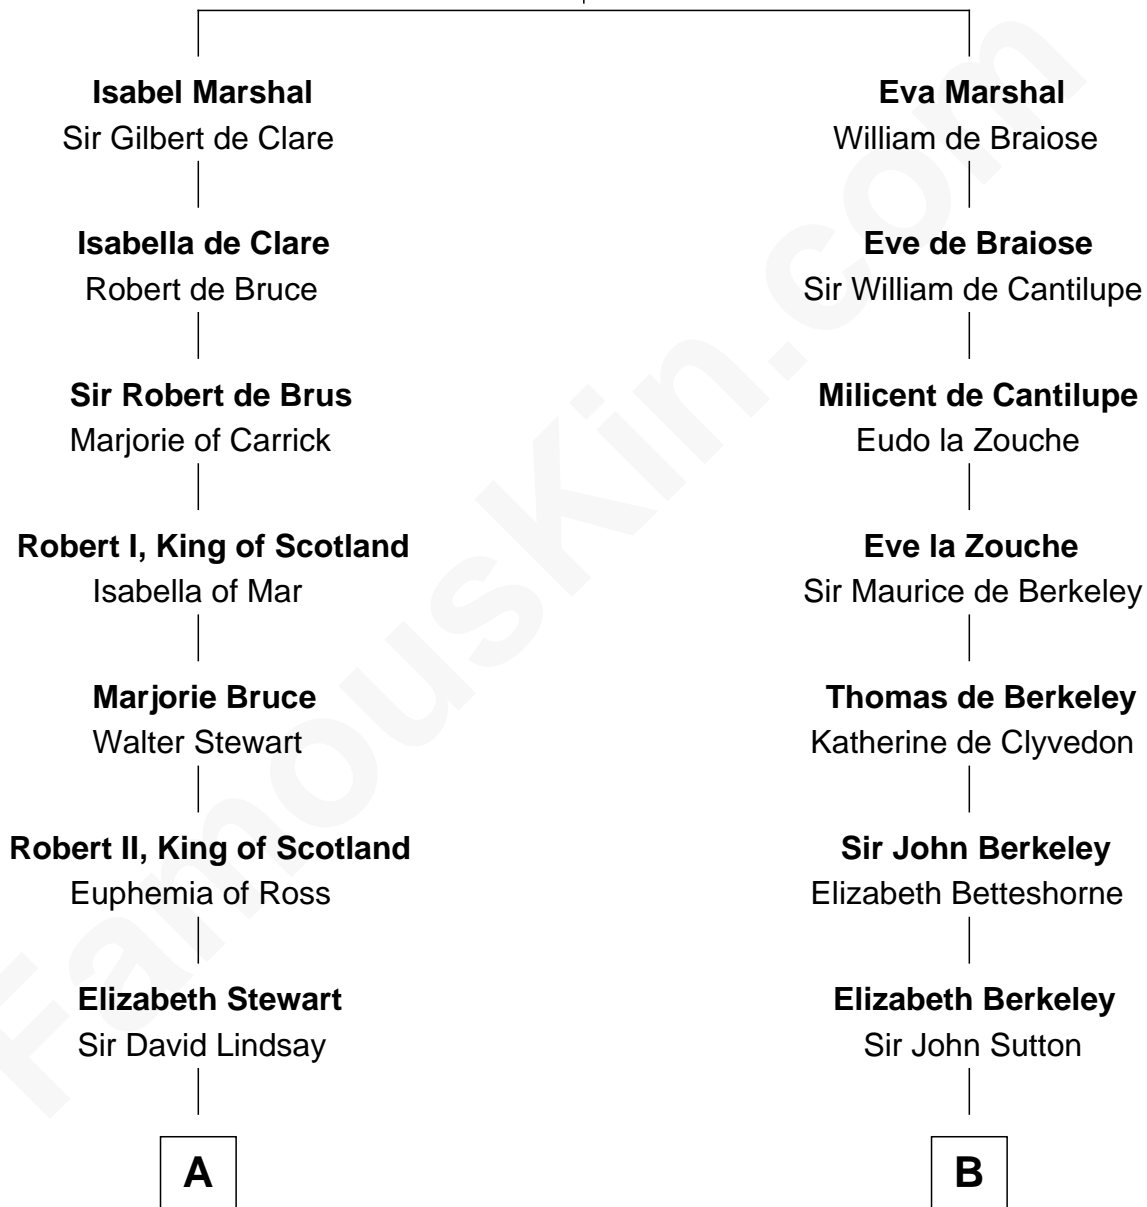 Isabel Marshal
Sir Gilbert de Clare
Isabella de Clare
Robert de Bruce
Sir Robert de Brus
Marjorie of Carrick
Robert I, King of Scotland
Isabella of Mar
Marjorie Bruce
Walter Stewart
Robert II, King of Scotland
Euphemia of Ross
Elizabeth Stewart
Sir David Lindsay
A
Eva Marshal
William de Braiose
Eve de Braiose
Sir William de Cantilupe
Milicent de Cantilupe
Eudo la Zouche
Eve la Zouche
Sir Maurice de Berkeley
Thomas de Berkeley
Katherine de Clyvedon
Sir John Berkeley
Elizabeth Betteshorne
Elizabeth Berkeley
Sir John Sutton
B
FamousKin.com